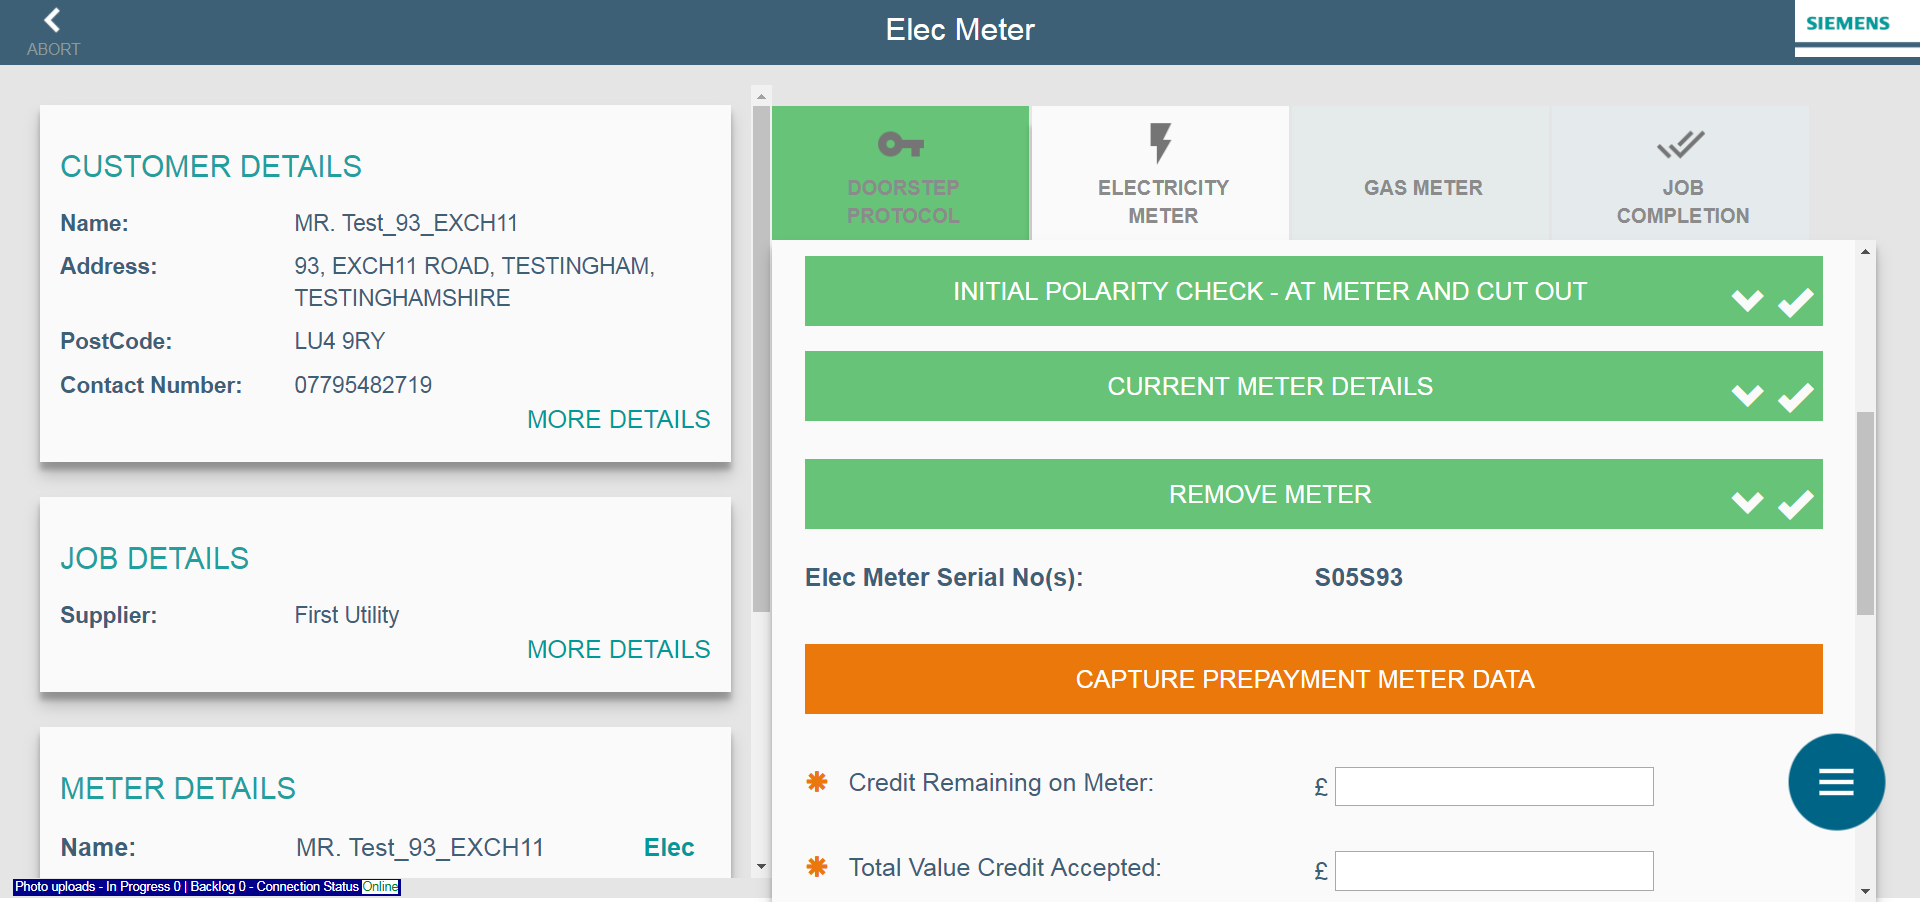 ABORT
Elec Meter
SIEMENS
CUSTOMER DETAILS
Name: MR. Test_93_EXCH11
Address: 93, EXCH11 ROAD, TESTINGHAM,
TESTINGHAMSHIRE
PostCode: LU4 9RY
Contact Number: 07795482719
MORE DETAILS
JOB DETAILS
Supplier: First Utility
MORE DETAILS
METER DETAILS
Name: MR. Test_93_EXCH11 Elec
Photo uploads - In Progress 0 | Backlog 0 - Connection Status Online
DOORSTEP
PROTOCOL
ELECTRICITY
METER
GAS METER
JOB
COMPLETION
INITIAL POLARITY CHECK - AT METER AND CUT OUT
CURRENT METER DETAILS
REMOVE METER
Elec Meter Serial No(s): S05S93
CAPTURE PREPAYMENT METER DATA
✱ Credit Remaining on Meter: £
✱ Total Value Credit Accepted: £